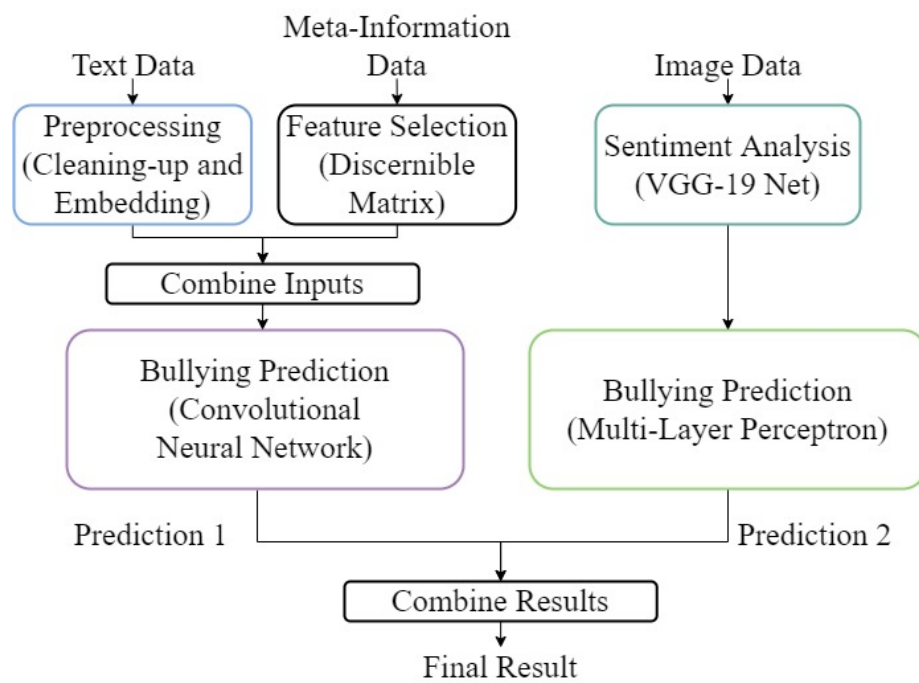 Text Data
Meta-Information
Data
Image Data
Preprocessing
(Cleaning-up and
Embedding)
Feature Selection
(Discernible
Matrix)
Sentiment Analysis
(VGG-19 Net)
Combine Inputs
Bullying Prediction
(Convolutional
Neural Network)
Bullying Prediction
(Multi-Layer Perceptron)
Prediction 1
Prediction 2
Combine Results
Final Result